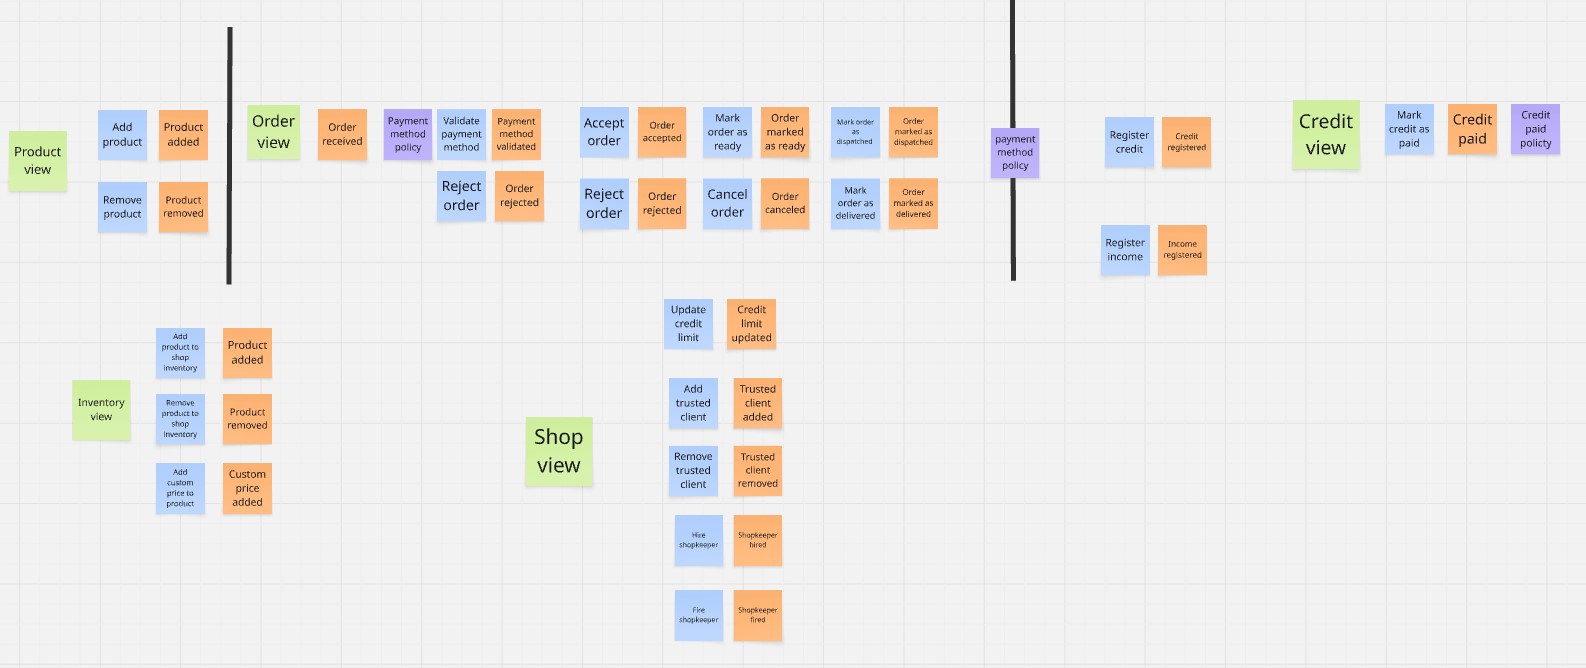 Product
view
Add
product
Product
added
Remove
product
Product
removed
Order
view
Order
received
Payment
method
policy
Validate
payment
method
Payment
method
validated
Reject
order
Order
rejected
Accept
order
Order
accepted
Mark
order as
ready
Order
marked
as ready
Mark order
as
dispatched
Order
marked as
dispatched
Reject
order
Order
rejected
Cancel
order
Order
canceled
Mark
order as
delivered
Order
marked as
delivered
payment
method
policy
Register
credit
Credit
registered
Register
income
Income
registered
Credit
view
Mark
credit as
paid
Credit
paid
Credit
paid
policty
Inventory
view
Add
product to
shop
inventory
Product
added
Remove
product to
shop
inventory
Product
removed
Add
custom
price to
product
Custom
price
added
Shop
view
Update
credit
limit
Credit
limit
updated
Add
trusted
client
Trusted
client
added
Remove
trusted
client
Trusted
client
removed
Hire
shopkeeper
Shopkeeper
hired
Fire
shopkeeper
Shopkeeper
fired